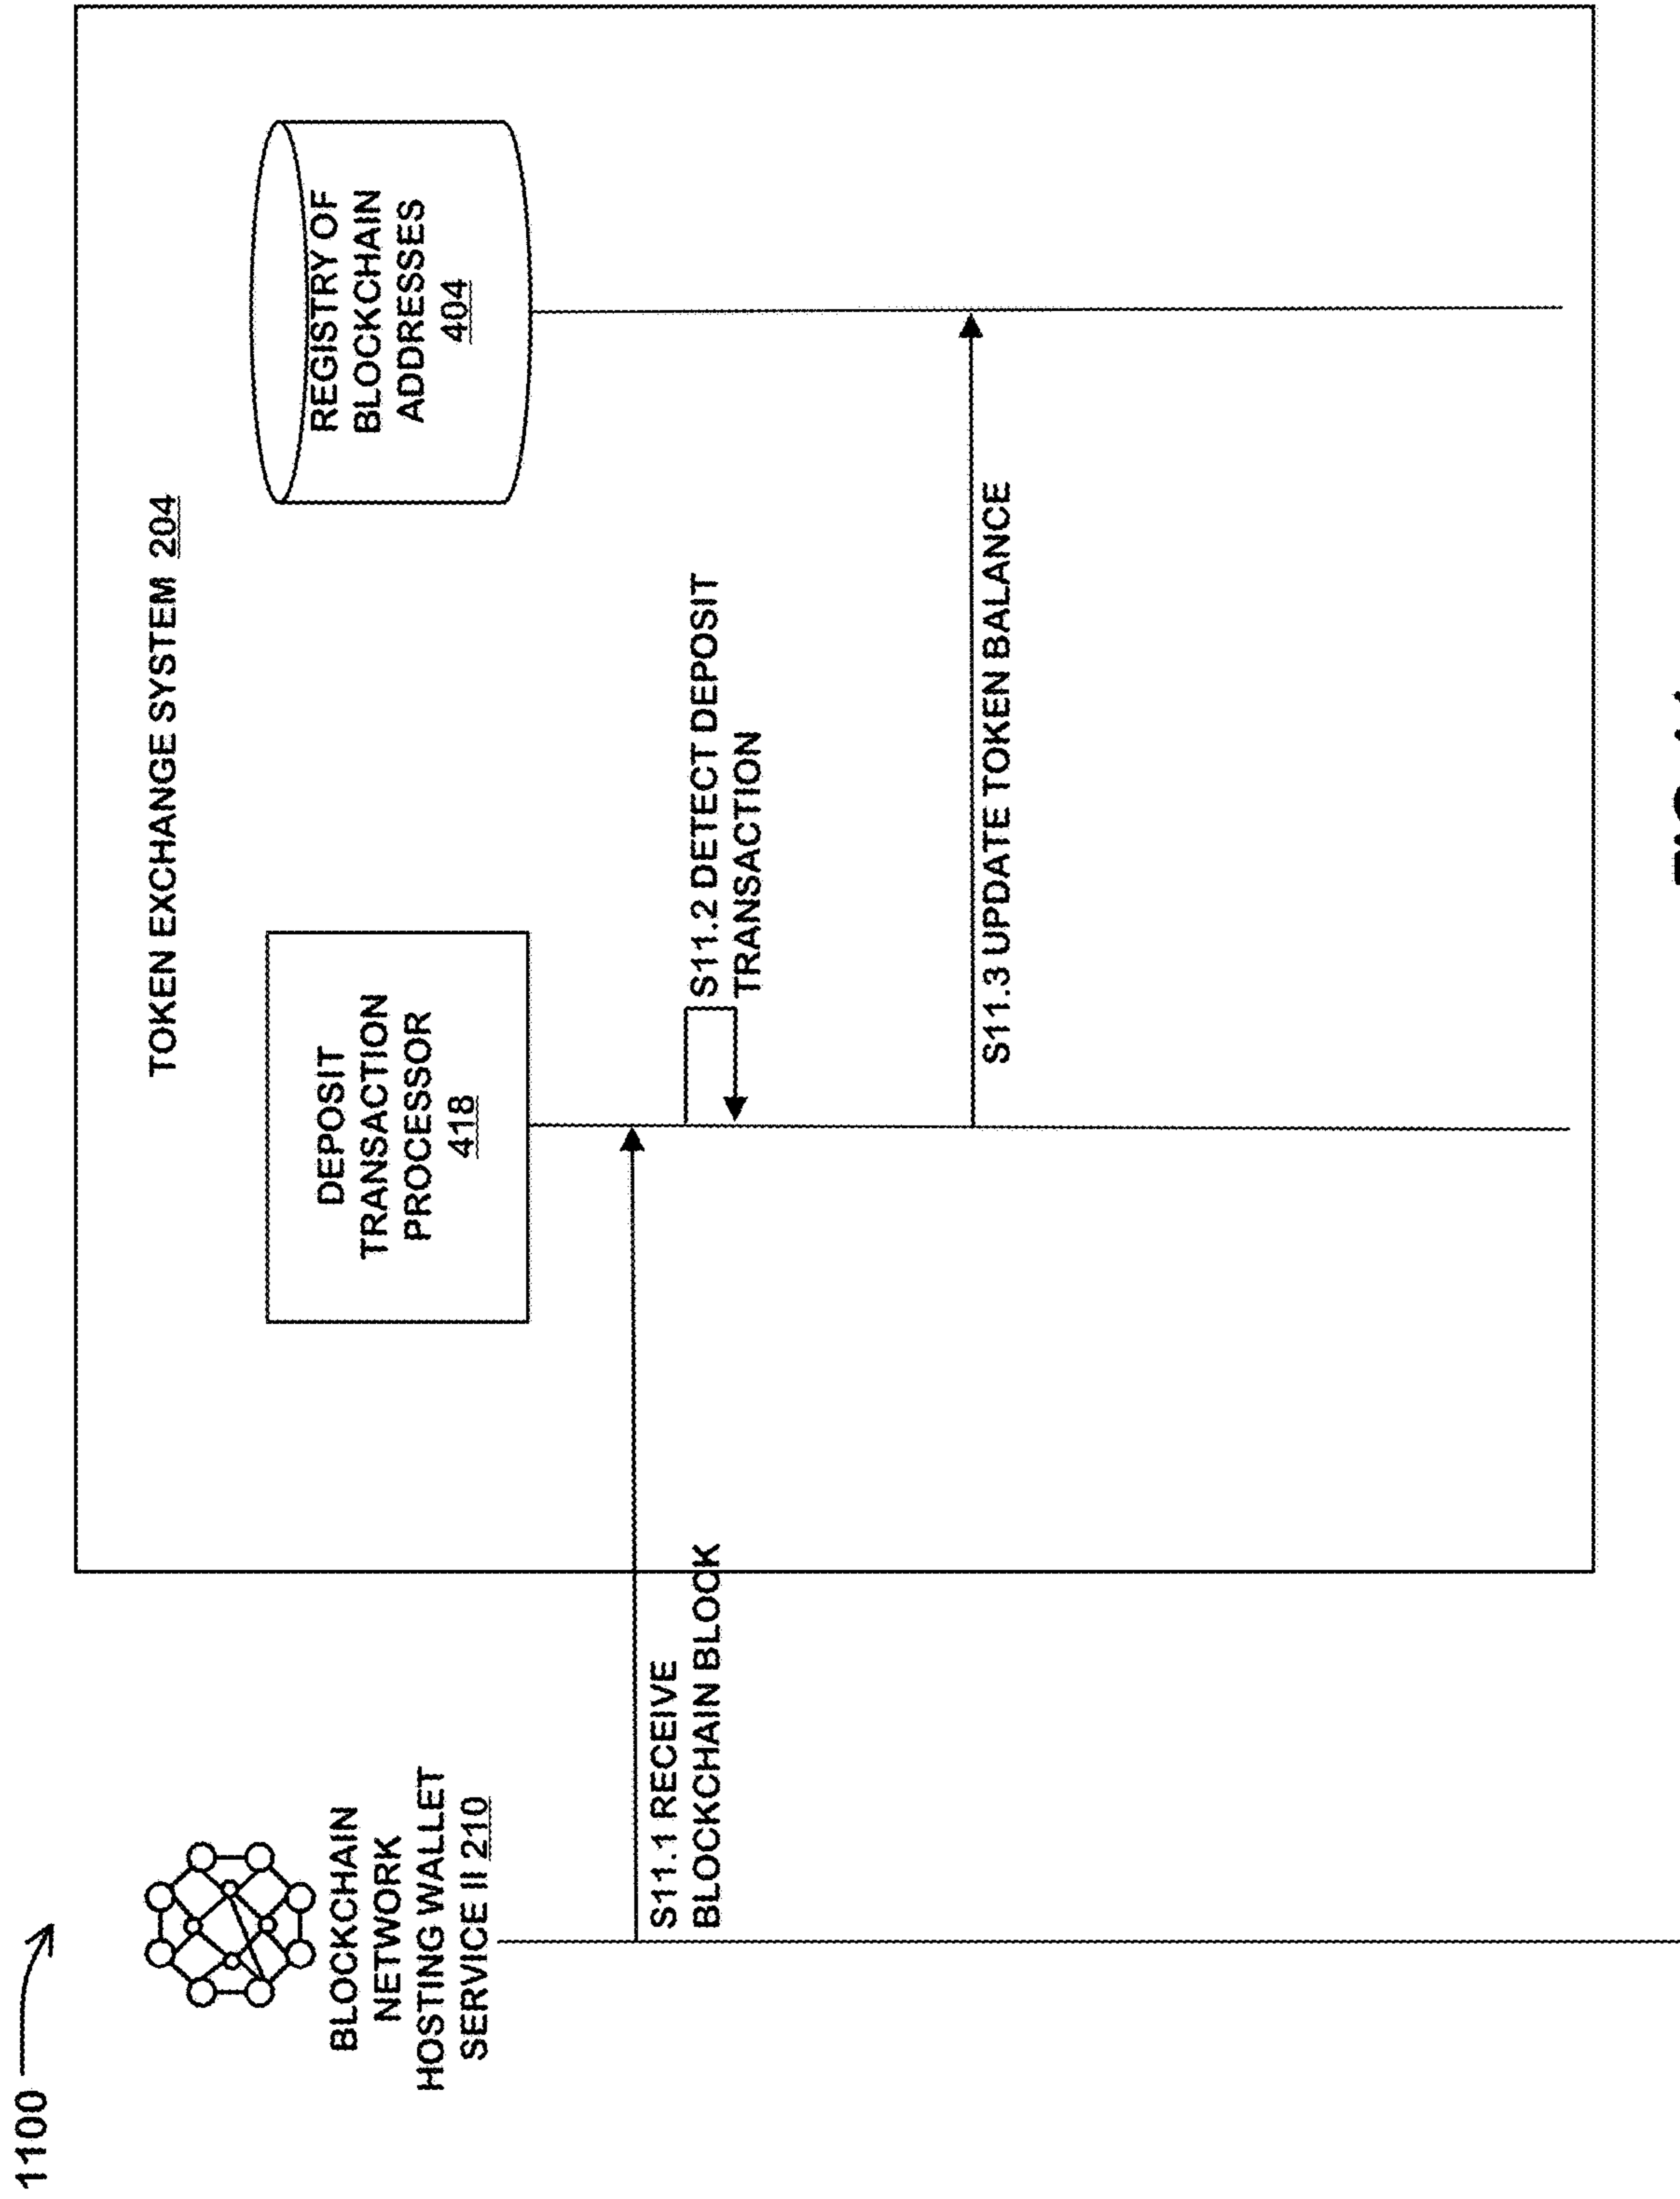 1100
TOKEN EXCHANGE SYSTEM 204
BLOCKCHAIN
NETWORK
HOSTING WALLET
SERVICE II 210
DEPOSIT
TRANSACTION
PROCESSOR
418
REGISTRY OF
BLOCKCHAIN
ADDRESSES
404
S11.1 RECEIVE
BLOCKCHAIN BLOOK
S11.2 DETECT DEPOSIT
TRANSACTION
S11.3 UPDATE TOKEN BALANCE